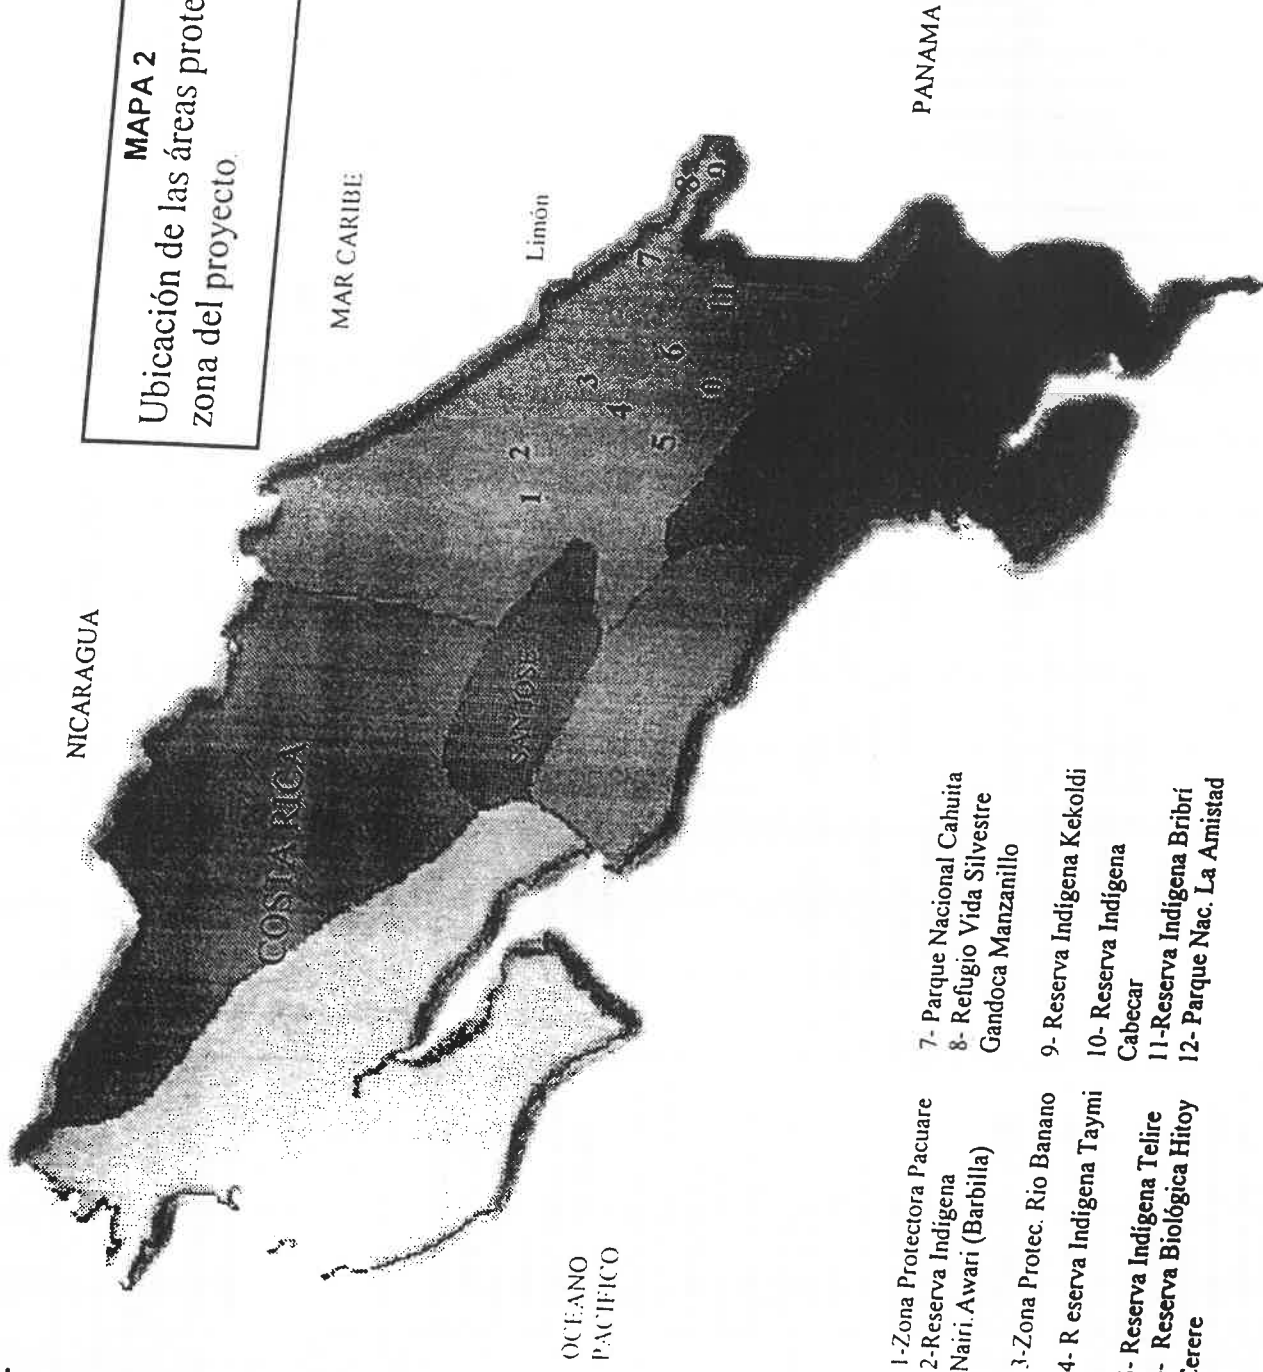 MAPA 2
Ubicación de las áreas prote
zona del proyecto.
NICARAGUA
MAR CARIBE
Limón
PANAMA
COSTA RICA
SAN JOSE
OCEANO
PACIFICO
1
2
3
4
5
6
7
8
9
11
1-Zona Protectora Pacuare
2-Reserva Indígena
Nairi.Awari (Barbilla)
3-Zona Protec. Rio Banano
4- R eserva Indígena Taymi
- Reserva Indígena Telire
- Reserva Biológica Hitoy
erere
7- Parque Nacional Cahuita
8- Refugio Vida Silvestre
Gandoca Manzanillo
9- Reserva Indígena Kekoldi
10- Reserva Indígena
Cabecar
11-Reserva Indígena Bribrí
12- Parque Nac. La Amistad